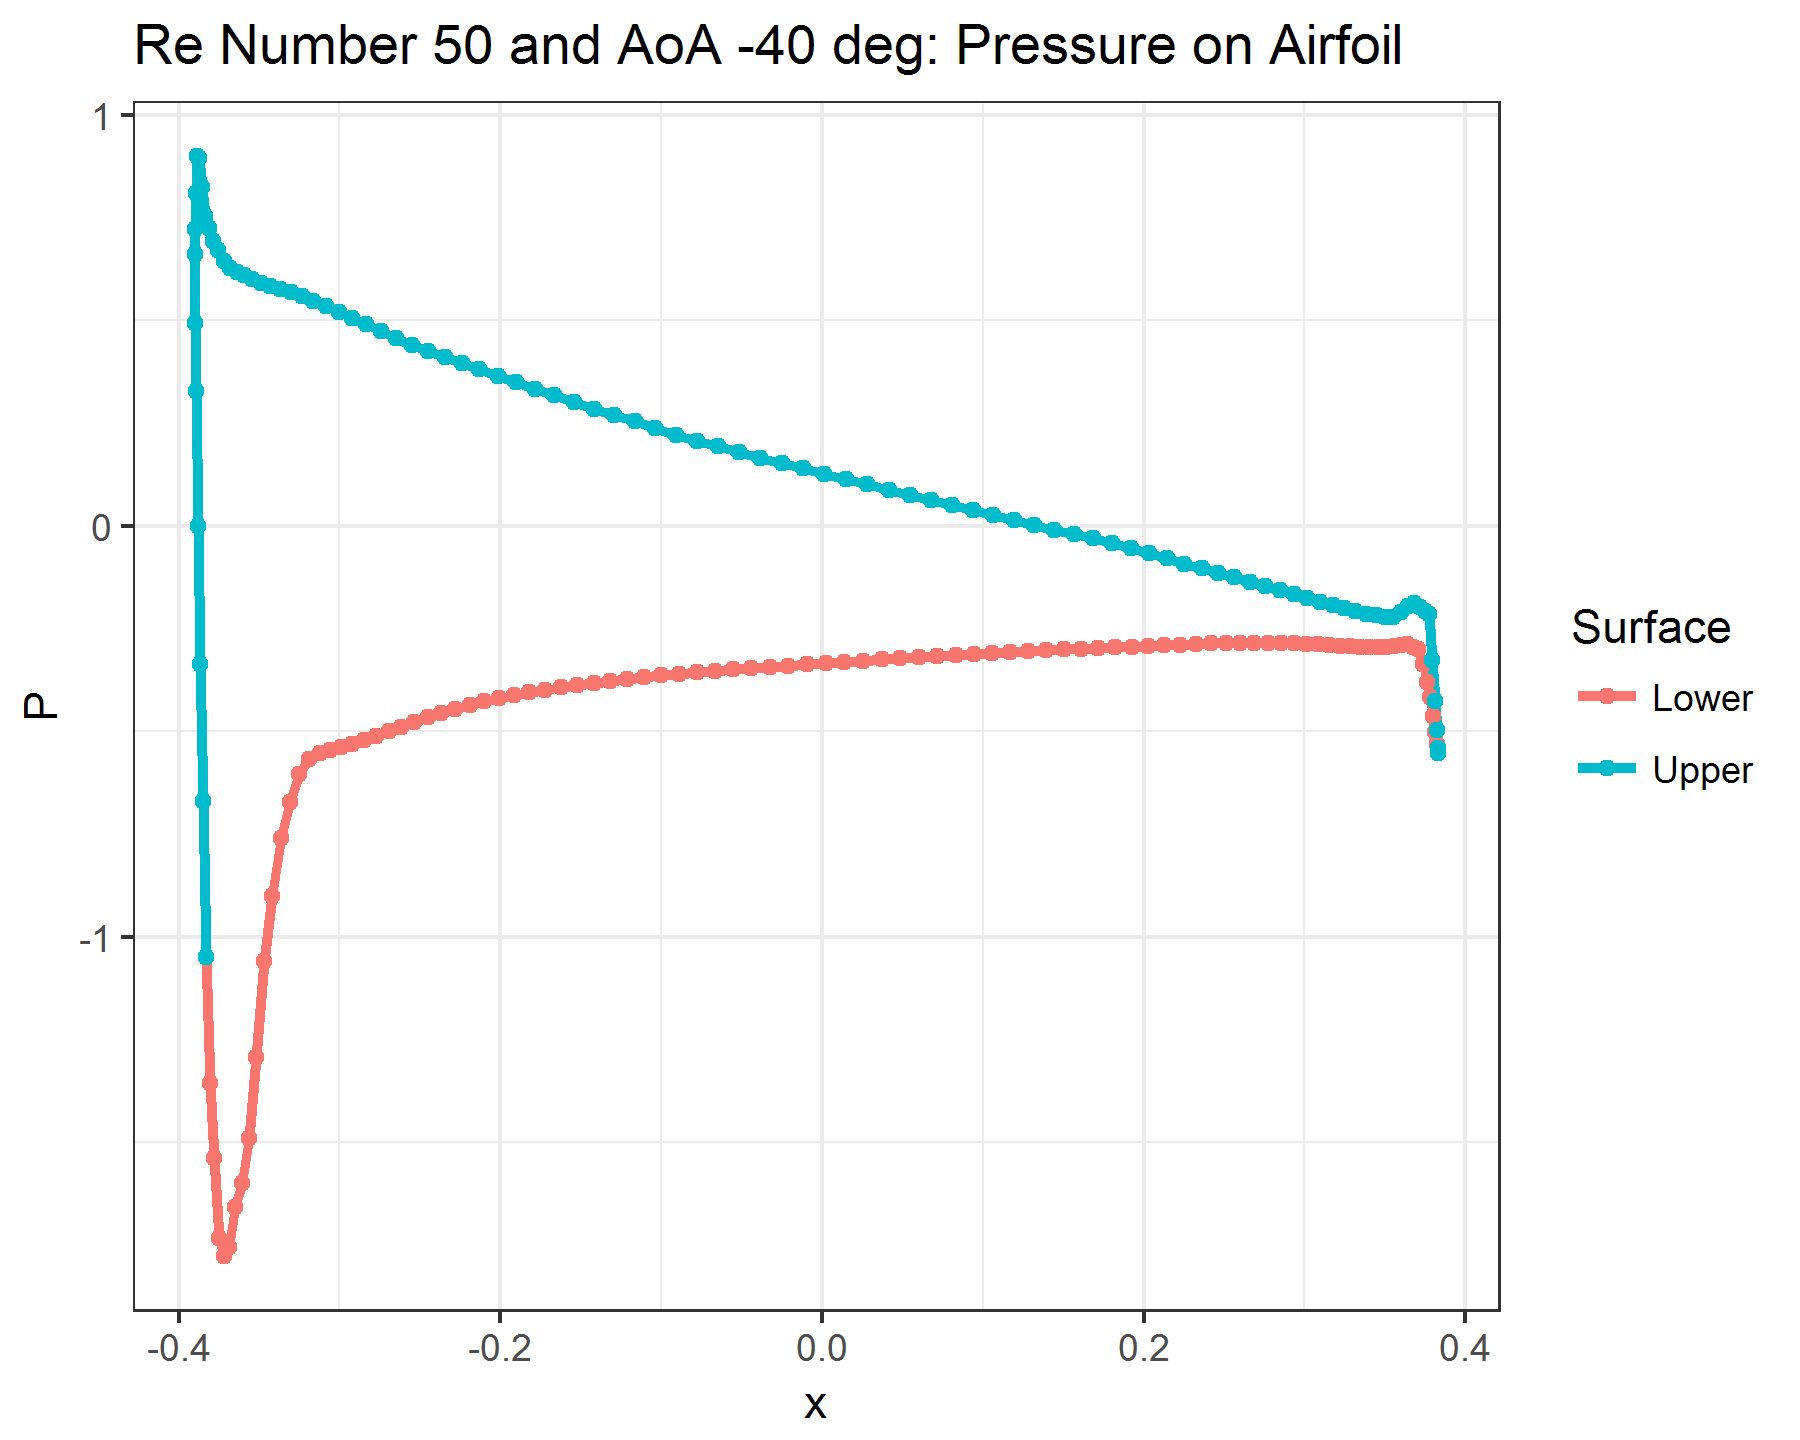 Re Number 50 and AoA -40 deg: Pressure on Airfoil
1
0
-1
P
-0.4
-0.2
0.0
0.2
0.4
x
Surface
Lower
Upper